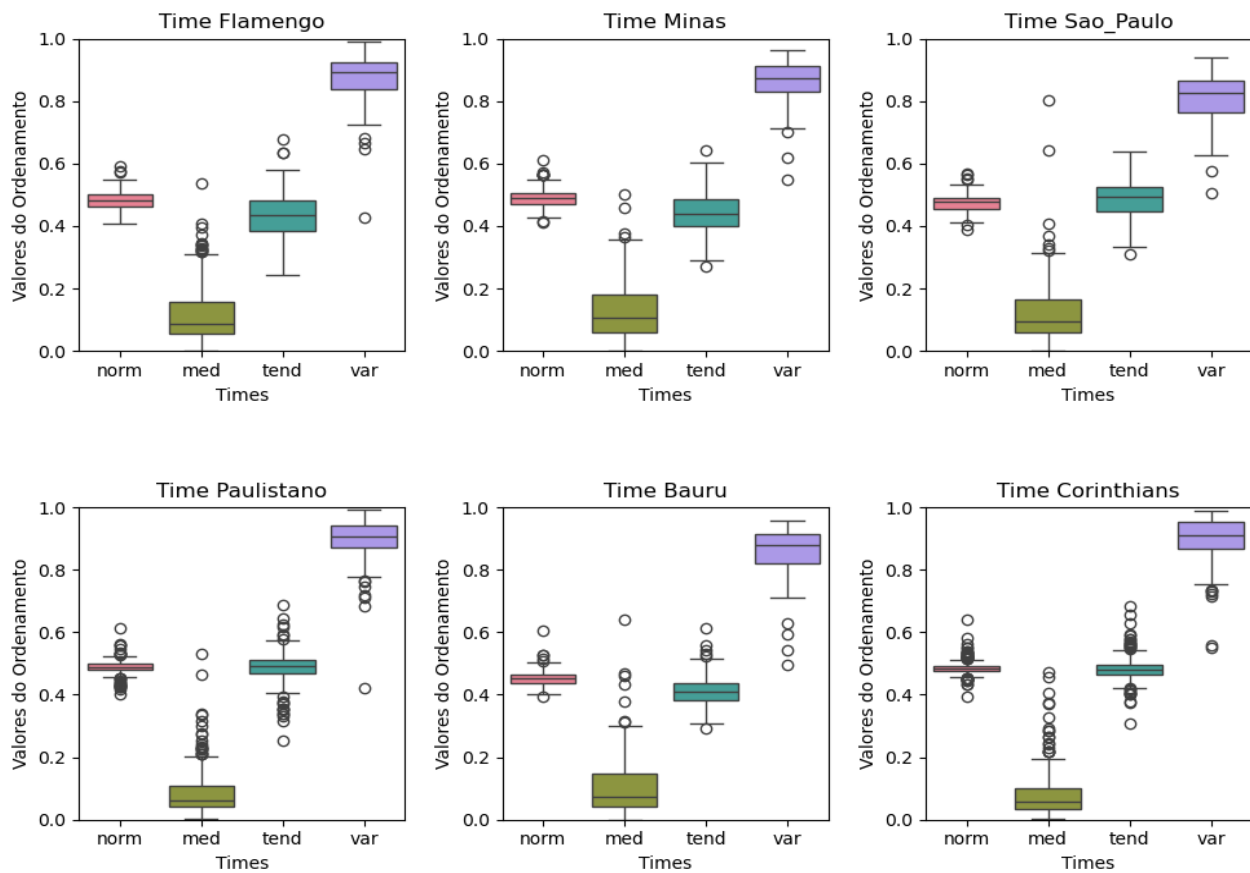 Time Flamengo
Valores do Ordenamento
1.0
0.8
0.6
0.4
0.2
0.0
norm med tend var
Times
Time Minas
Valores do Ordenamento
1.0
0.8
0.6
0.4
0.2
0.0
norm med tend var
Times
Time Sao_Paulo
Valores do Ordenamento
1.0
0.8
0.6
0.4
0.2
0.0
norm med tend var
Times
Time Paulistano
Valores do Ordenamento
1.0
0.8
0.6
0.4
0.2
0.0
norm med tend var
Times
Time Bauru
Valores do Ordenamento
1.0
0.8
0.6
0.4
0.2
0.0
norm med tend var
Times
Time Corinthians
Valores do Ordenamento
1.0
0.8
0.6
0.4
0.2
0.0
norm med tend var
Times